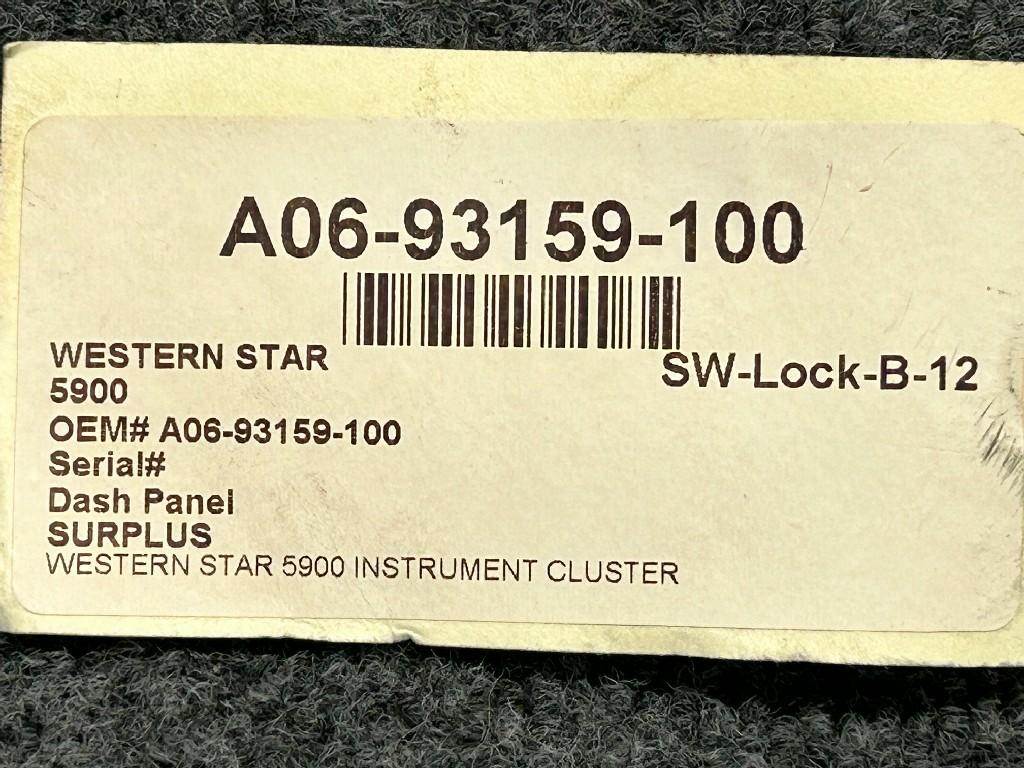 A06-93159-100
WESTERN STAR
SW-Lock-B-12
5900
OEM# A06-93159-100
Serial#
Dash Panel
SURPLUS
WESTERN STAR 5900 INSTRUMENT CLUSTER